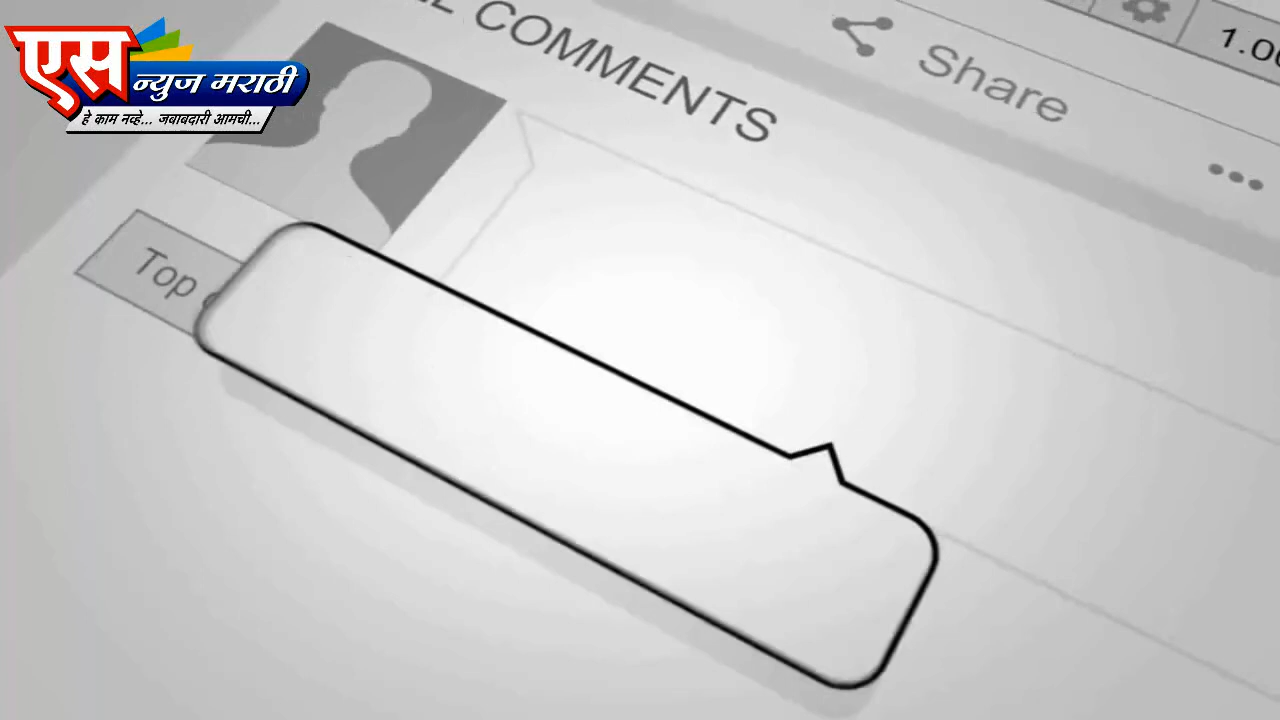 एस
न्युज मराठी
हे काम नव्हे... जबाबदारी आमची...
COMMENTS
Share
Top